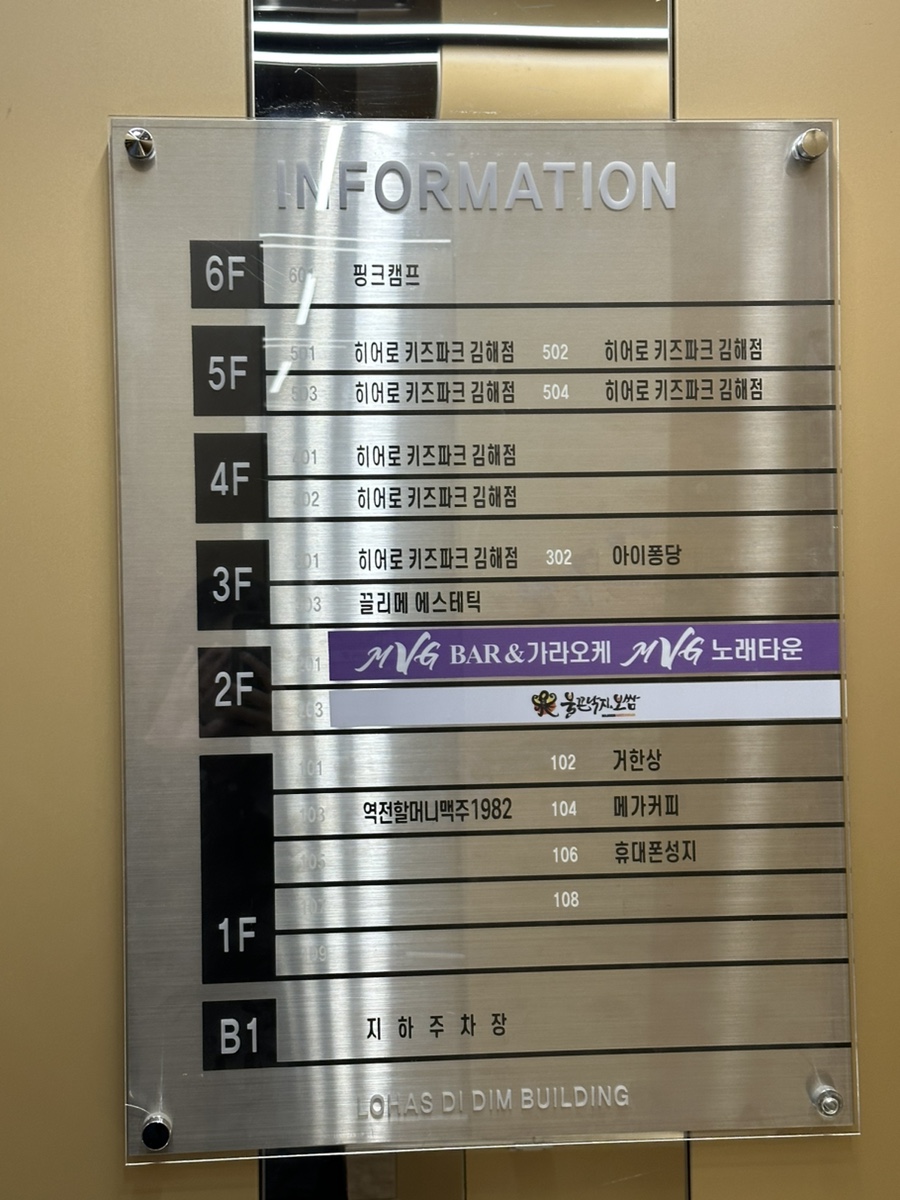 INFORMATION
6F 601 핑크캠프
5F 501 히어로 키즈파크 김해점 502 히어로 키즈파크 김해점
503 히어로 키즈파크 김해점 504 히어로 키즈파크 김해점
4F 401 히어로 키즈파크 김해점
402 히어로 키즈파크 김해점
3F 301 히어로 키즈파크 김해점 302 아이퐁당
303 끌리메 에스테틱
2F 201 MVG BAR & 가라오케 MVG 노래타운
203 불끈낙지&보쌈
101 102 거한상
103 역전할머니맥주1982 104 메가커피
105 106 휴대폰성지
107 108
1F 109
B1 지하주차장
LOHAS DI DIM BUILDING